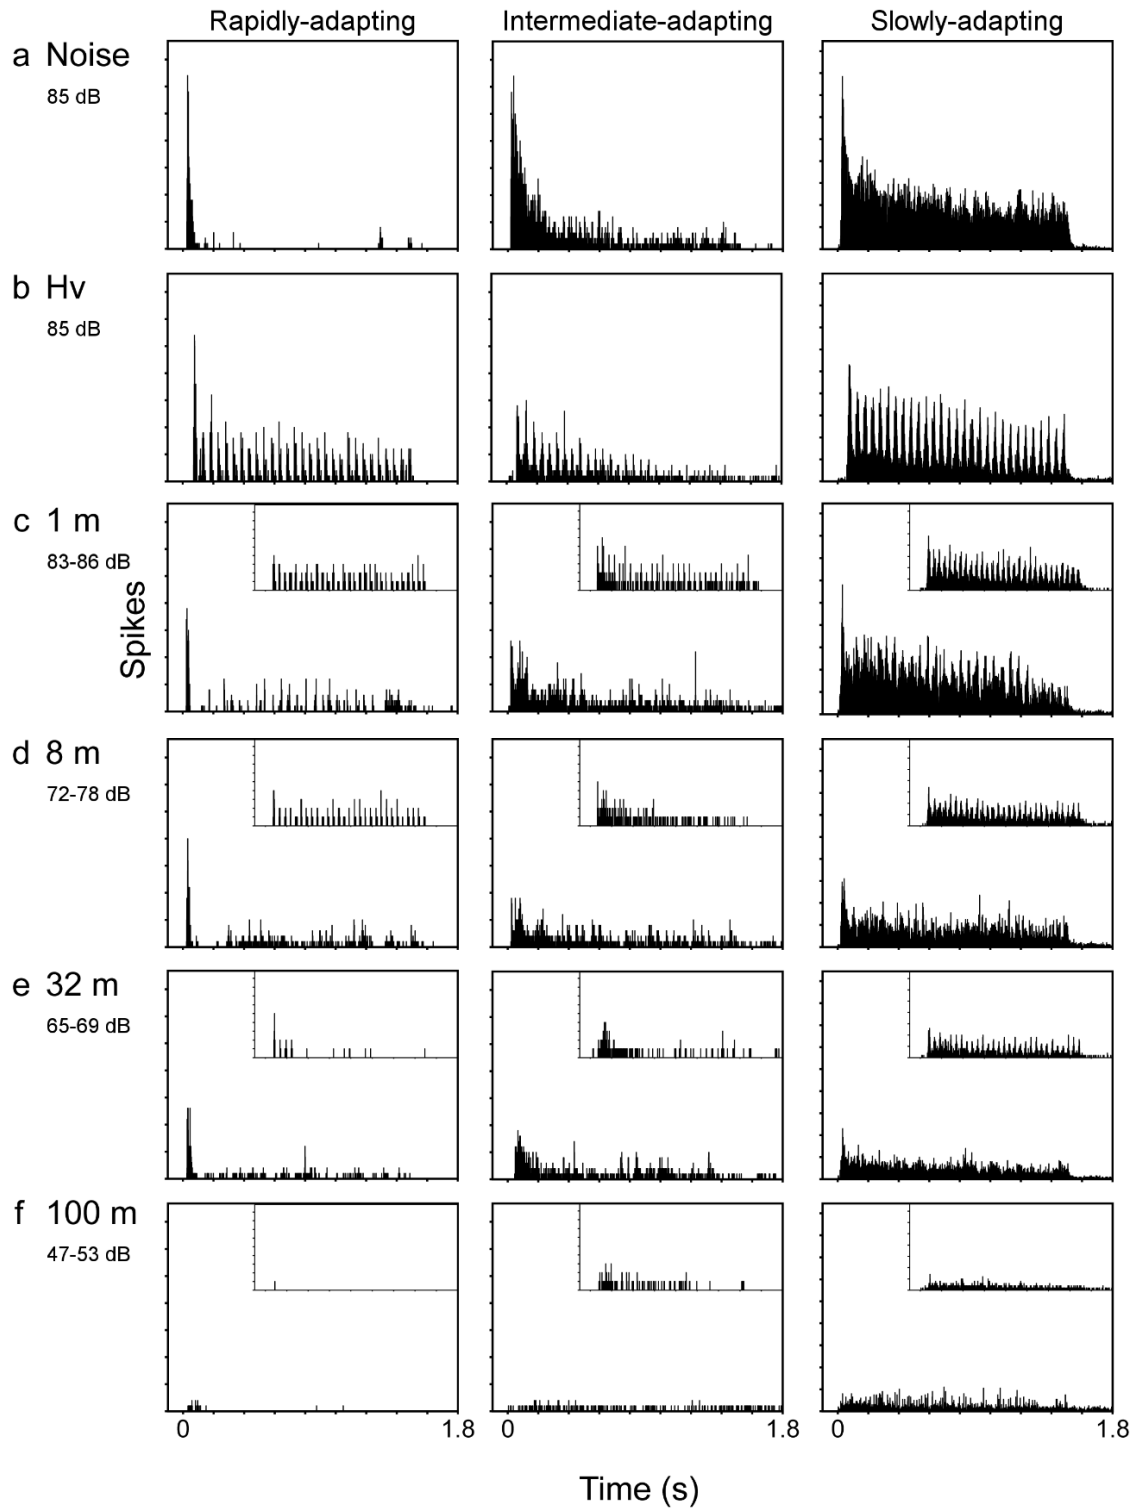 Rapidly-adapting Intermediate-adapting Slowly-adapting
a Noise
85 dB
b Hv
85 dB
c 1 m
83-86 dB
Spikes
d 8 m
72-78 dB
e 32 m
65-69 dB
f 100 m
47-53 dB
0 1.8 0 1.8 0 1.8
Time (s)